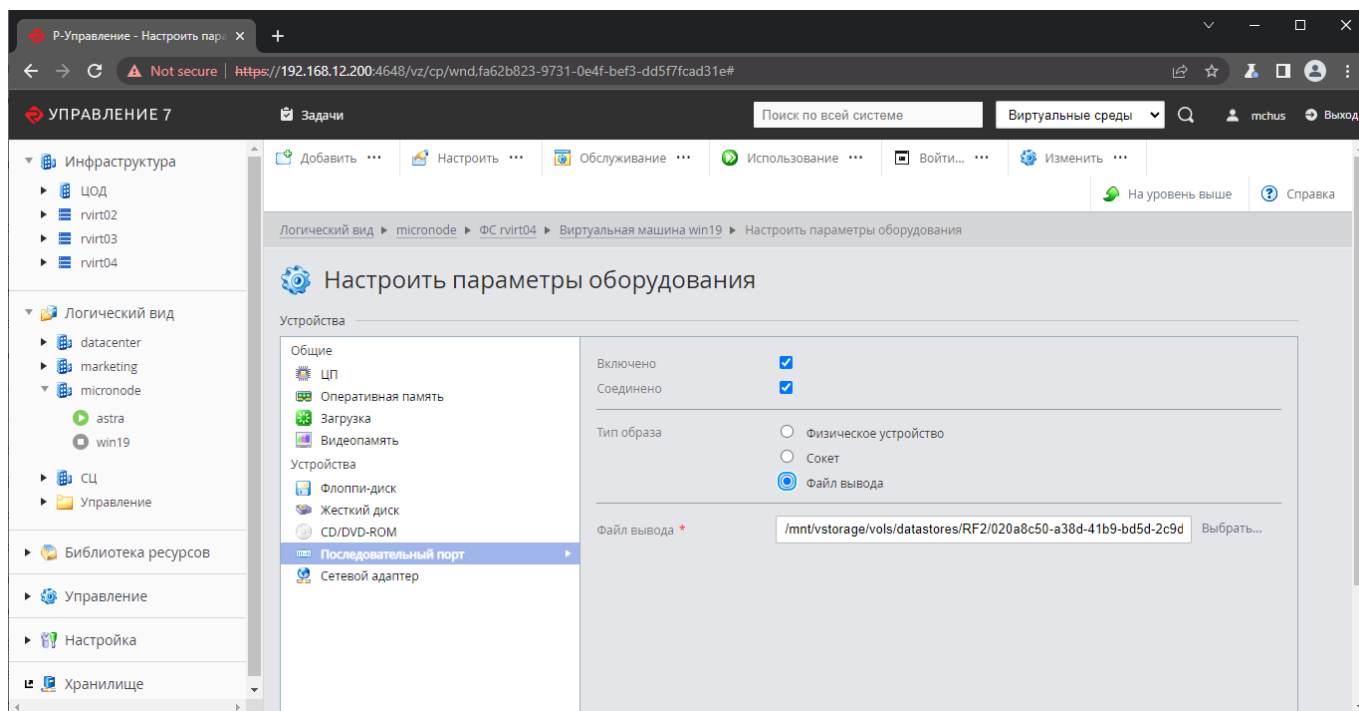 Р-Управление - Настроить пара
Not secure https://192.168.12.200:4648/vz/cp/wnd,fa62b823-9731-0e4f-bef3-dd5f7fcad31e#
УПРАВЛЕНИЕ 7
Задачи
Поиск по всей системе
Виртуальные среды
mchus
Выход
Инфраструктура
ЦОД
rvirt02
rvirt03
rvirt04
Логический вид
datacenter
marketing
micronode
astra
win19
СЦ
Управление
Библиотека ресурсов
Управление
Настройка
Хранилище
Добавить ···
Настроить ···
Обслуживание ···
Использование ···
Войти... ···
Изменить ···
На уровень выше
Справка
Логический вид ▸ micronode ▸ ФС rvirt04 ▸ Виртуальная машина win19 ▸ Настроить параметры оборудования
Настроить параметры оборудования
Устройства
Общие
ЦП
Оперативная память
Загрузка
Видеопамять
Устройства
Флоппи-диск
Жесткий диск
CD/DVD-ROM
Последовательный порт
Сетевой адаптер
Включено
Соединено
Тип образа
Физическое устройство
Сокет
Файл вывода
Файл вывода *
/mnt/vstorage/vols/datastores/RF2/020a8c50-a38d-41b9-bd5d-2c9d
Выбрать...